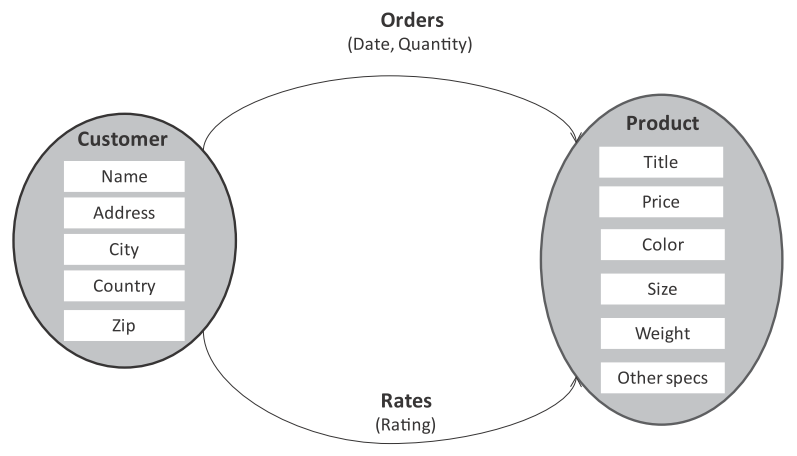 Orders
(Date, Quantity)
Customer
Name
Address
City
Country
Zip
Product
Title
Price
Color
Size
Weight
Other specs
Rates
(Rating)